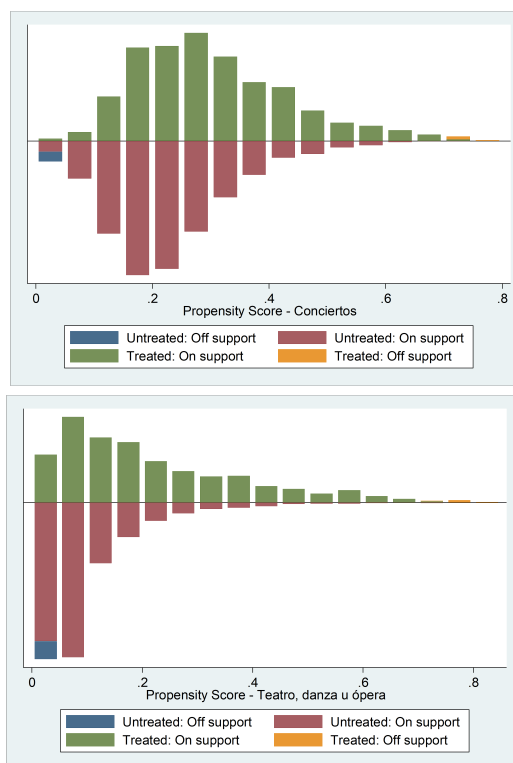 0 .2 .4 .6 .8
Propensity Score - Conciertos
Untreated: Off support Untreated: On support
Treated: On support Treated: Off support
0 .2 .4 .6 .8
Propensity Score - Teatro, danza u ópera
Untreated: Off support Untreated: On support
Treated: On support Treated: Off support